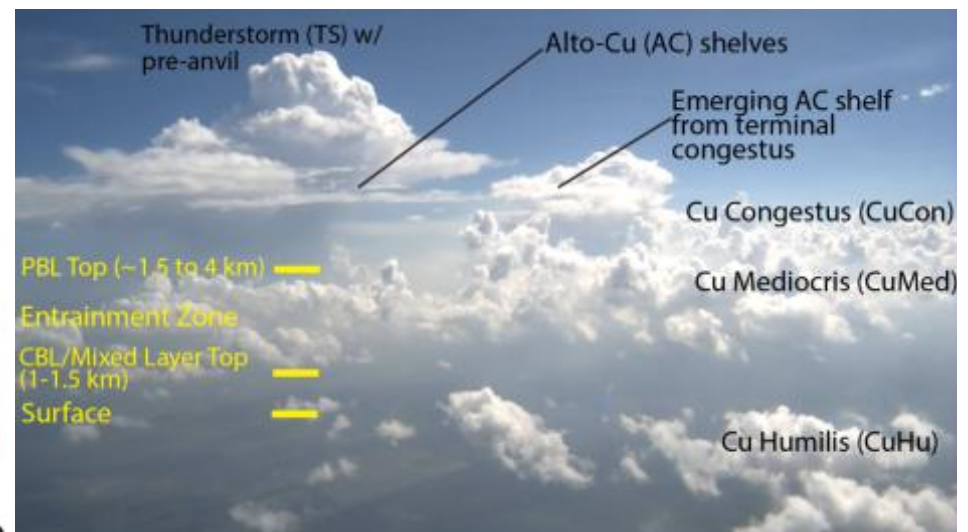 Thunderstorm (TS) w/
pre-anvil
Alto-Cu (AC) shelves
Emerging AC shelf
from terminal
congestus
Cu Congestus (CuCon)
PBL Top (~1.5 to 4 km)
Cu Mediocris (CuMed)
Entrainment Zone
CBL/Mixed Layer Top
(1-1.5 km)
Surface
Cu Humilis (CuHu)